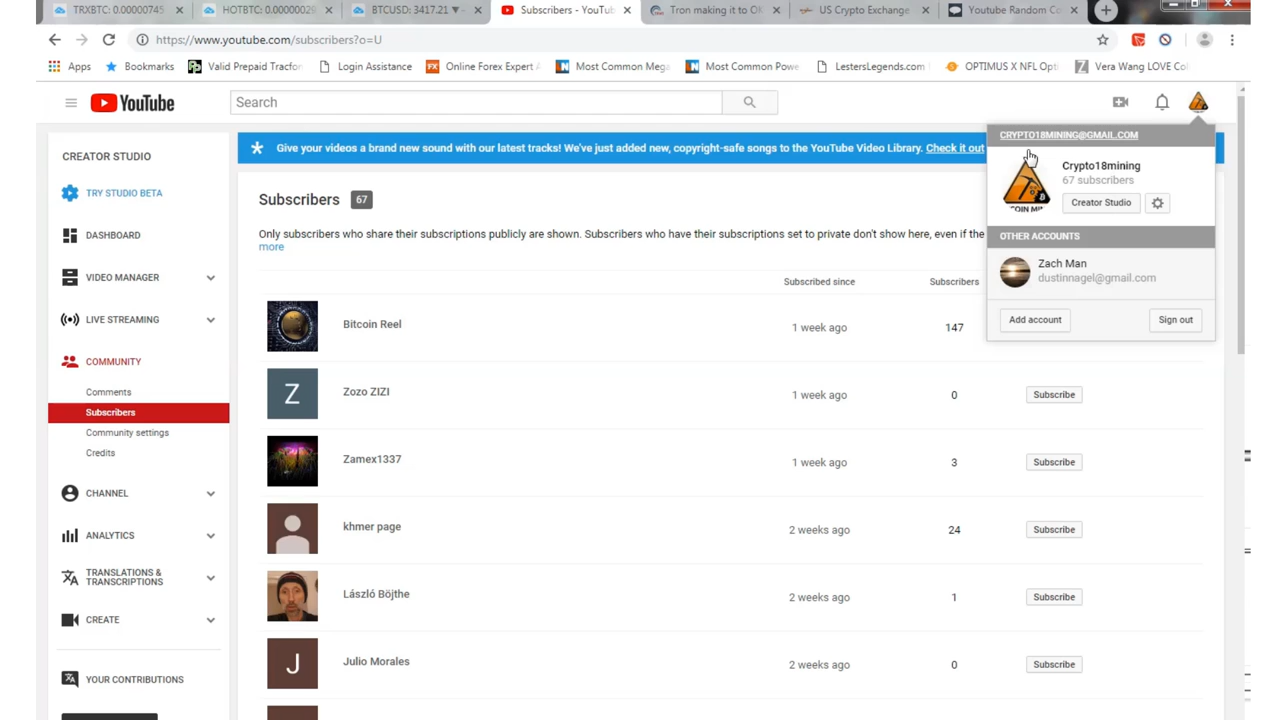 TRXBTC: 0.00000745
HOTBTC: 0.00000029
BTCUSD: 3417.21
Subscribers - YouTu
Tron making it to O
US Crypto Exchange
Youtube Random Co
https://www.youtube.com/subscribers?o=U
Apps
Bookmarks
Valid Prepaid Tracfor
Login Assistance
Online Forex Expert
Most Common Mega
Most Common Powe
LestersLegends.com
OPTIMUS X NFL Opti
Vera Wang LOVE Co
YouTube
Search
CREATOR STUDIO
TRY STUDIO BETA
DASHBOARD
VIDEO MANAGER
LIVE STREAMING
COMMUNITY
Comments
Subscribers
Community settings
Credits
CHANNEL
ANALYTICS
TRANSLATIONS &
TRANSCRIPTIONS
CREATE
YOUR CONTRIBUTIONS
Give your videos a brand new sound with our latest tracks! We've just added new, copyright-safe songs to the YouTube Video Library. Check it out
Subscribers 67
Only subscribers who share their subscriptions publicly are shown. Subscribers who have their subscriptions set to private don't show here, even if the
more
Subscribed since Subscribers
Bitcoin Reel 1 week ago 147
Z Zozo ZIZI 1 week ago 0 Subscribe
Zamex1337 1 week ago 3 Subscribe
khmer page 2 weeks ago 24 Subscribe
László Böjthe 2 weeks ago 1 Subscribe
J Julio Morales 2 weeks ago 0 Subscribe
CRYPTO18MINING@GMAIL.COM
Crypto18mining
67 subscribers
Creator Studio
OTHER ACCOUNTS
Zach Man
dustinnagel@gmail.com
Add account
Sign out